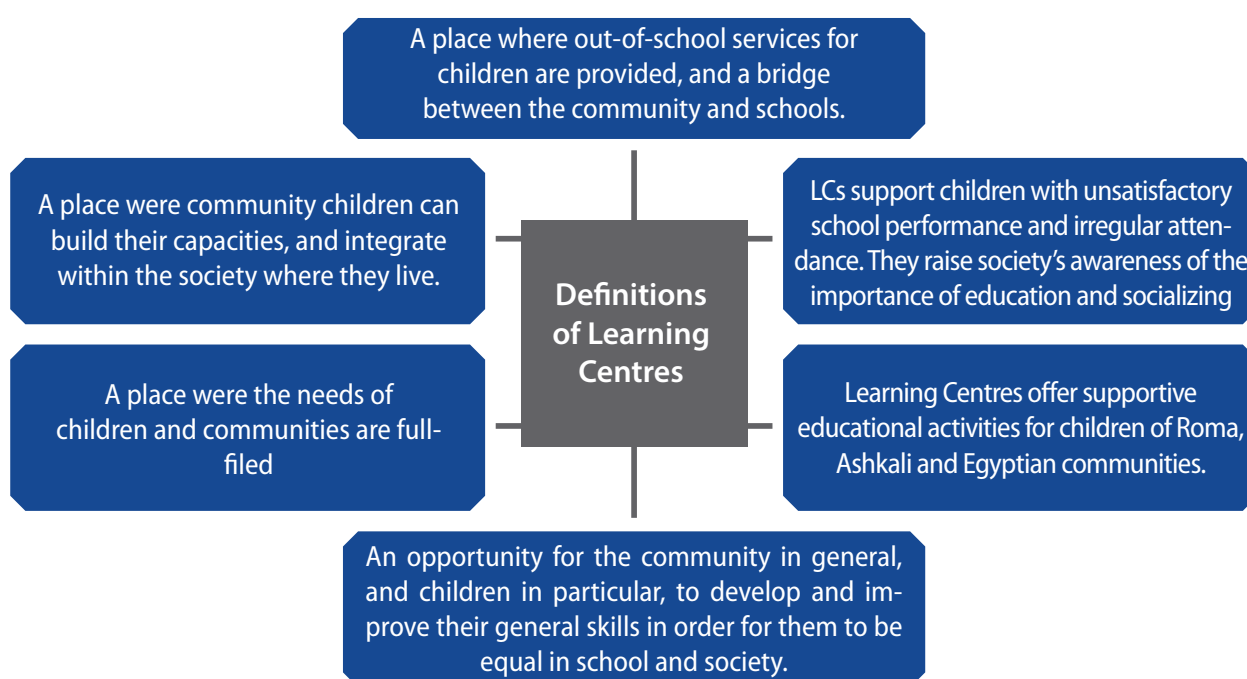 A place where out-of-school services for
children are provided, and a bridge
between the community and schools.
A place were community children can
build their capacities, and integrate
within the society where they live.
LCs support children with unsatisfactory
school performance and irregular atten-
dance. They raise society’s awareness of the
importance of education and socializing
Definitions
of Learning
Centres
A place were the needs of
children and communities are full-
filed
Learning Centres offer supportive
educational activities for children of Roma,
Ashkali and Egyptian communities.
An opportunity for the community in general,
and children in particular, to develop and im-
prove their general skills in order for them to be
equal in school and society.